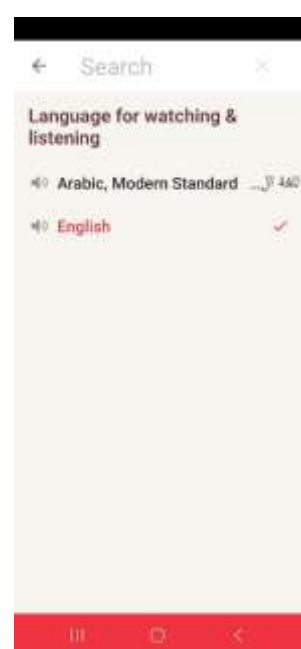 Search
Language for watching &
listening
Arabic, Modern Standard
English